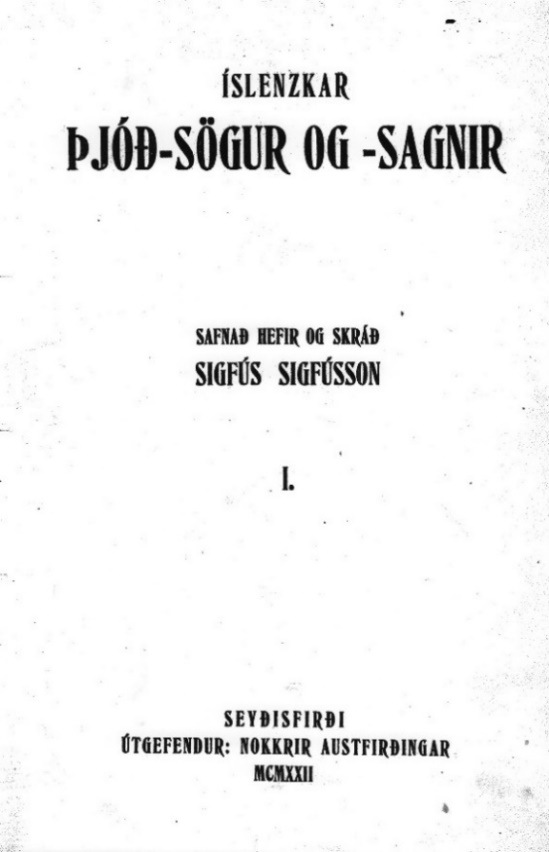 ÍSLENZKAR
ÞJÓÐ-SÖGUR OG -SAGNIR
SAFNAÐ HEFIR OG SKRÁÐ
SIGFÚS SIGFÚSSON
I.
SEYÐISFIRÐI
ÚTGEFENDUR: NOKKRIR AUSTFIRÐINGAR
MCMXXII